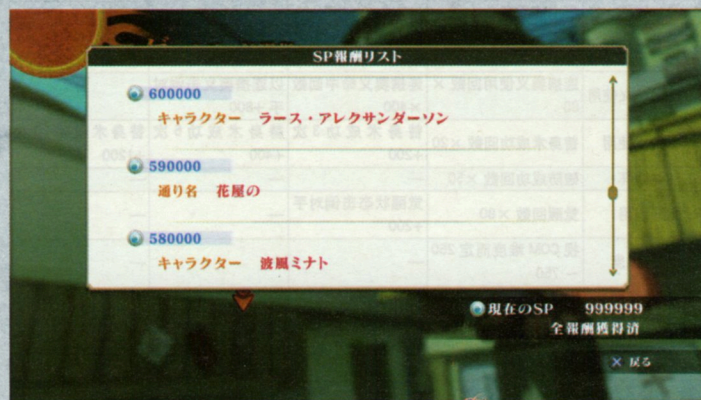 SP報酬リスト
600000
キャラクター　ラース・アレクサンダーソン
590000
通り名　花屋の
580000
キャラクター　波風ミナト
現在のSP　999999
全報酬獲得済
× 戻る